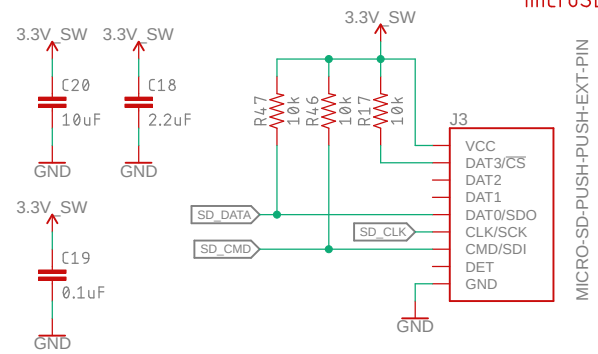 microSD
3.3V_SW
3.3V_SW
3.3V_SW
C20
10uF
C18
2.2uF
GND
GND
R47
10k
R46
10k
R17
10k
J3
VCC
DAT3/CS
DAT2
DAT1
DAT0/SDO
CLK/SCK
CMD/SDI
DET
GND
MICRO-SD-PUSH-PUSH-EXT-PIN
SD_DATA
SD_CLK
SD_CMD
3.3V_SW
C19
0.1uF
GND
GND